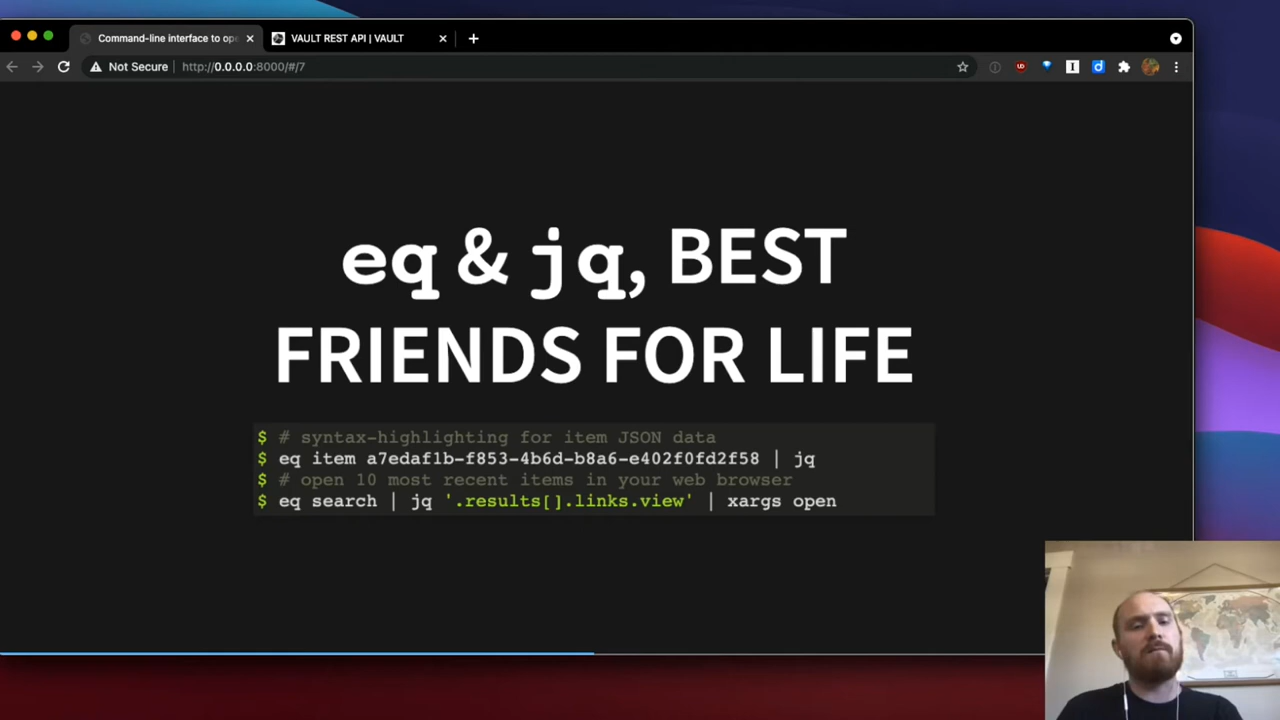 Command-line interface to op
VAULT REST API | VAULT
Not Secure
http://0.0.0.0:8000/#/7
eq & jq, BEST
FRIENDS FOR LIFE
$ # syntax-highlighting for item JSON data
$ eq item a7edaf1b-f853-4b6d-b8a6-e402f0fd2f58 | jq
$ # open 10 most recent items in your web browser
$ eq search | jq '.results[].links.view' | xargs open